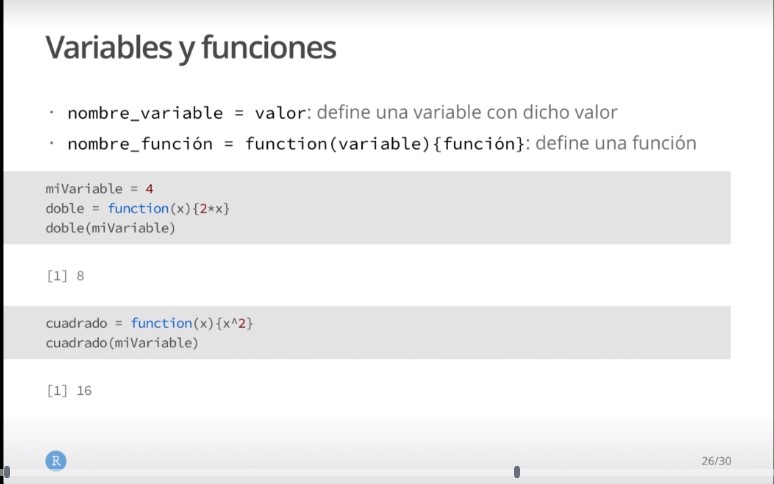 Variables y funciones
· nombre_variable = valor: define una variable con dicho valor
· nombre_función = function(variable){función}: define una función
miVariable = 4
doble = function(x){2*x}
doble(miVariable)
[1] 8
cuadrado = function(x){x^2}
cuadrado(miVariable)
[1] 16
R
26/30